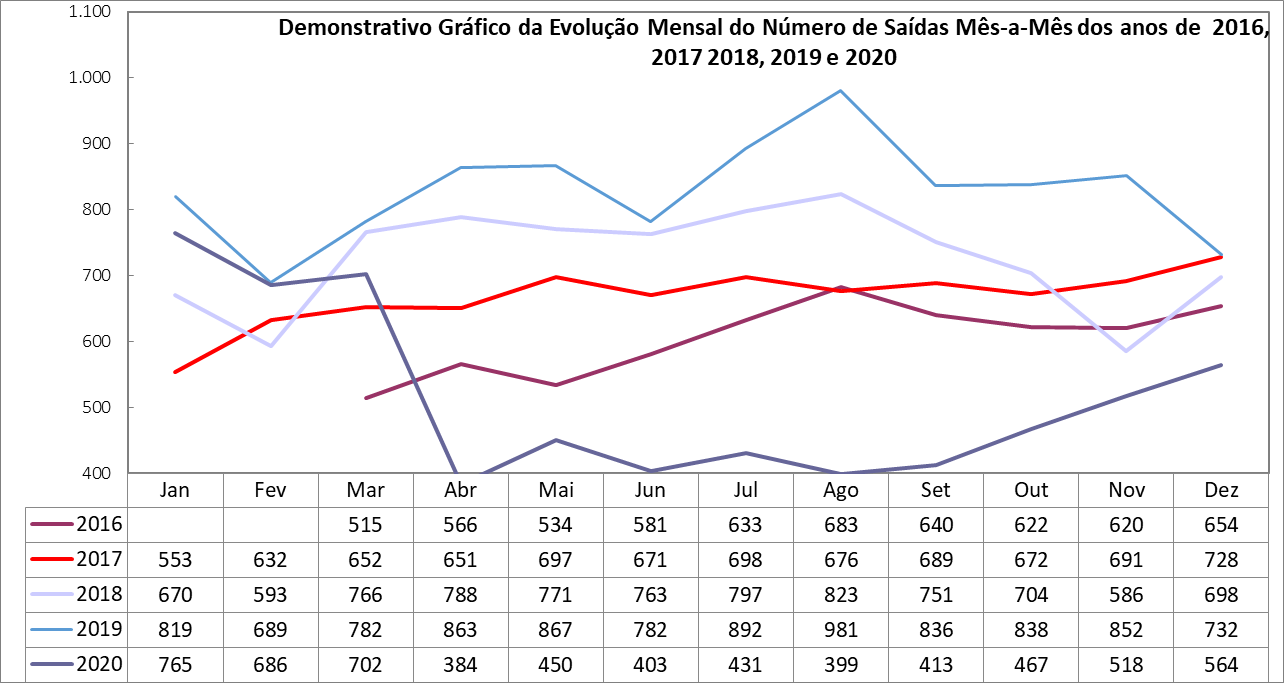 Demonstrativo Gráfico da Evolução Mensal do Número de Saídas Mês-a-Mês dos anos de 2016,
2017 2018, 2019 e 2020
1.100
1.000
900
800
700
600
500
400
Jan Fev Mar Abr Mai Jun Jul Ago Set Out Nov Dez
2016 515 566 534 581 633 683 640 622 620 654
2017 553 632 652 651 697 671 698 676 689 672 691 728
2018 670 593 766 788 771 763 797 823 751 704 586 698
2019 819 689 782 863 867 782 892 981 836 838 852 732
2020 765 686 702 384 450 403 431 399 413 467 518 564